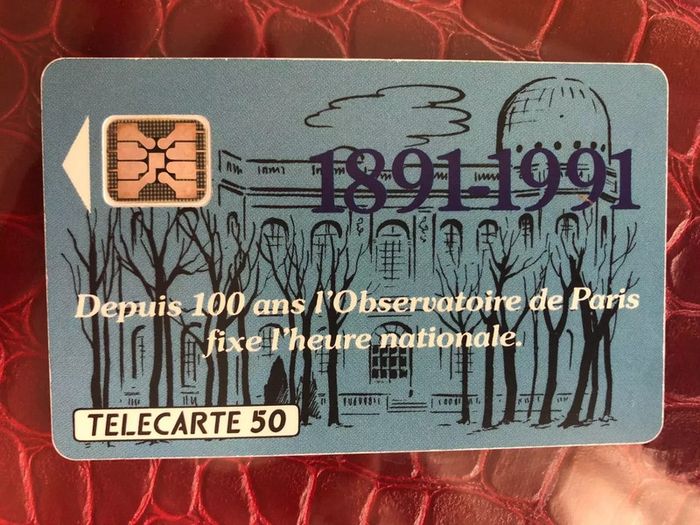 1891-1991
Depuis 100 ans l'Observatoire de Paris
fixe l'heure nationale.
TELECARTE 50